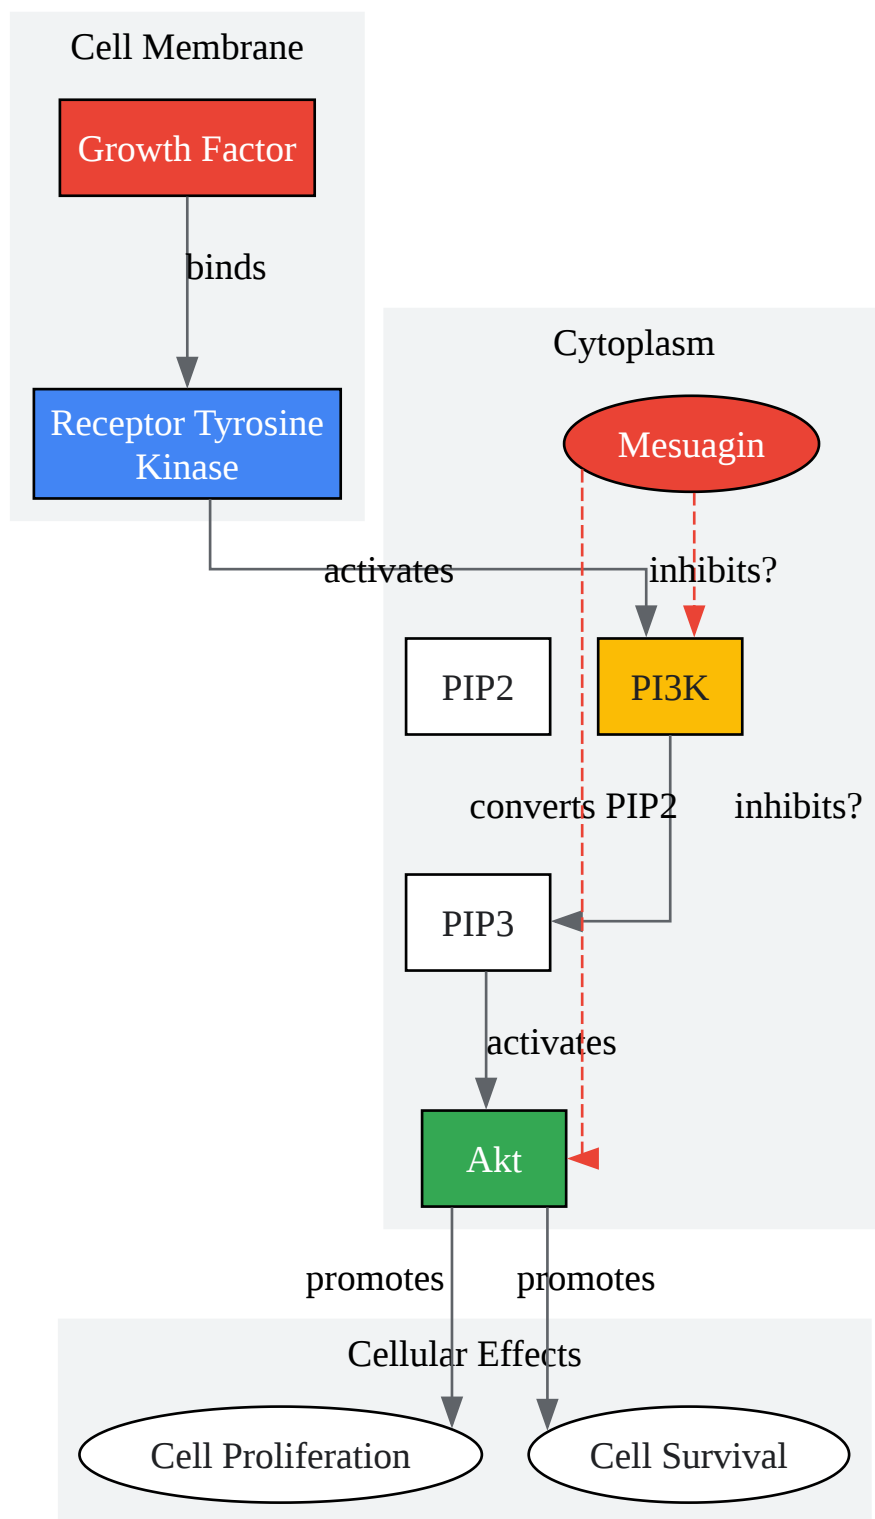 Cell Membrane
Growth Factor
binds
Cytoplasm
Receptor Tyrosine
Kinase
Mesuagin
activates
inhibits?
PIP2
PI3K
converts PIP2
inhibits?
PIP3
activates
Akt
promotes
promotes
Cellular Effects
Cell Proliferation
Cell Survival